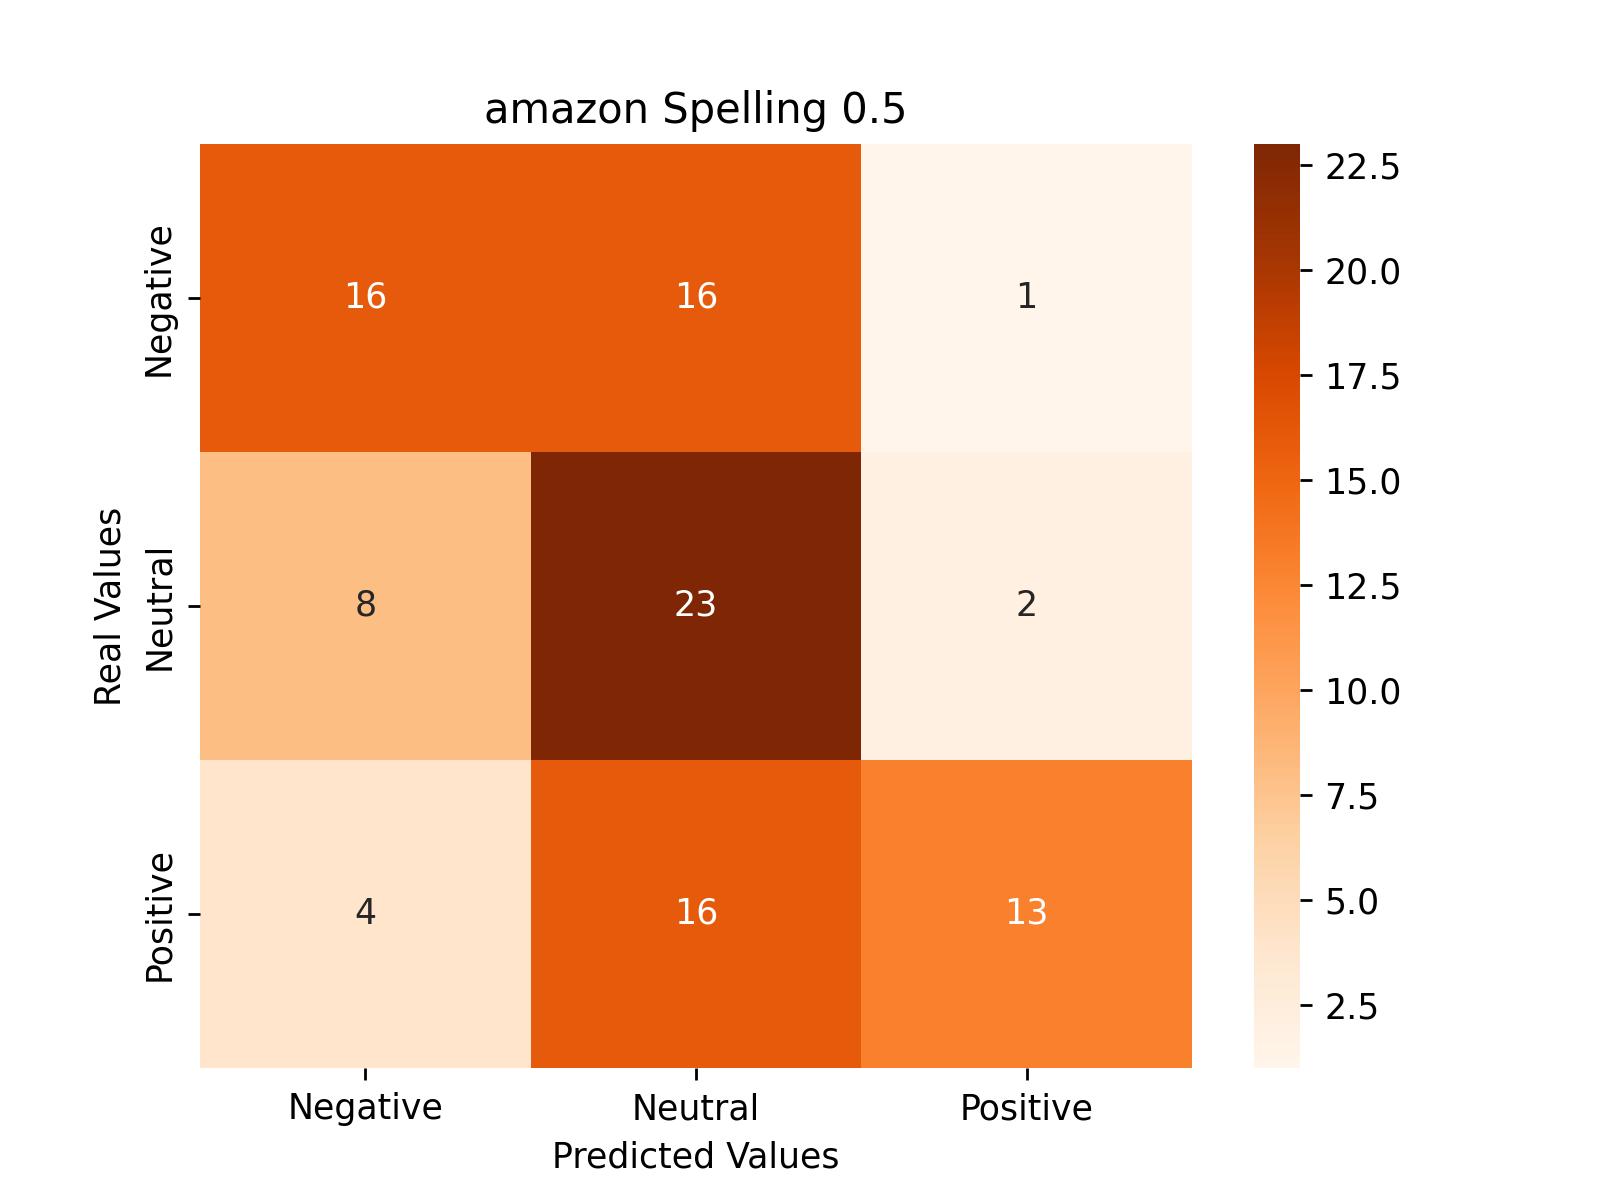 amazon Spelling 0.5
Real Values
Negative
16
16
1
Neutral
8
23
2
Positive
4
16
13
Negative
Neutral
Positive
Predicted Values
22.5
20.0
17.5
15.0
12.5
10.0
7.5
5.0
2.5